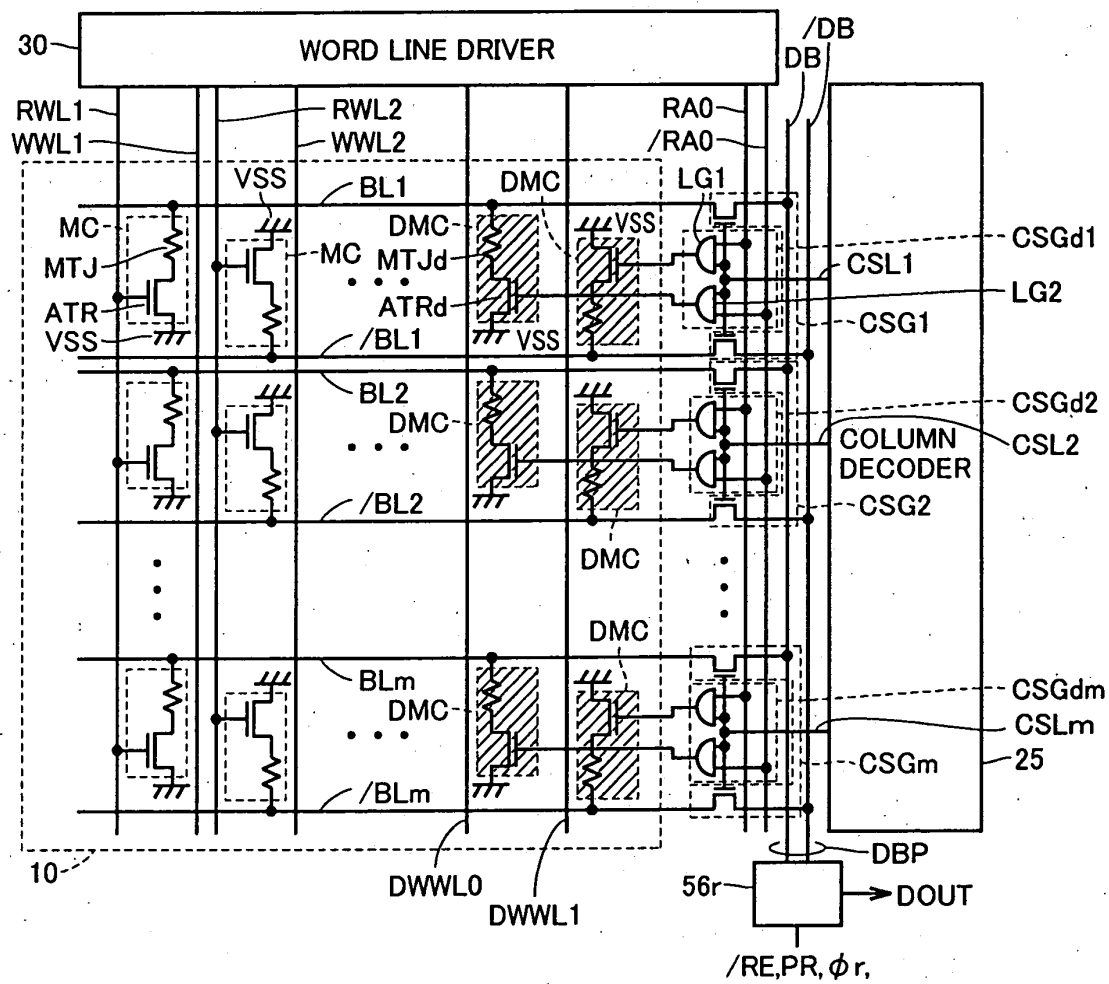 30
WORD LINE DRIVER
/DB
DB
RWL1
RWL2
RA0
WWL1
WWL2
/RA0
VSS
BL1
DMC
LG1
MC
DMC
VSS
CSGd1
MTJ
MC
MTJd
CSL1
ATR
ATRd
LG2
VSS
/BL1
VSS
CSG1
BL2
CSGd2
DMC
COLUMN
DECODER
CSL2
/BL2
CSG2
DMC
DMC
BLm
CSGdm
DMC
CSLm
25
CSGm
/BLm
10
DWWL0
DWWL1
DBP
56r
DOUT
/RE,PR,ϕr,